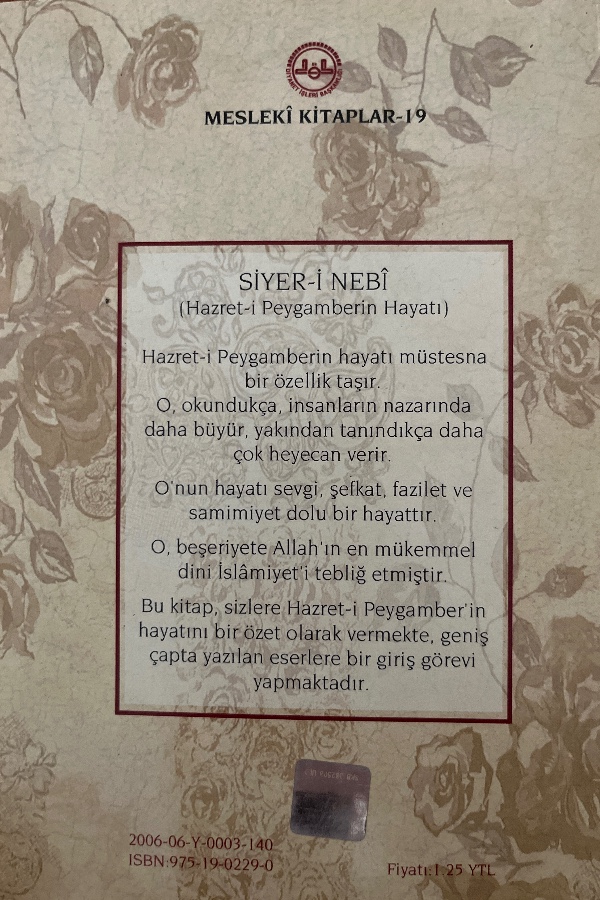 DİYANET İŞLERİ BAŞKANLIĞI
MESLEKÎ KİTAPLAR-19
SİYER-İ NEBÎ
(Hazret-i Peygamberin Hayatı)
Hazret-i Peygamberin hayatı müstesna
bir özellik taşır.
O, okundukça, insanların nazarında
daha büyür, yakından tanındıkça daha
çok heyecan verir.
O'nun hayatı sevgi, şefkat, fazilet ve
samimiyet dolu bir hayattır.
O, beşeriyete Allah'ın en mükemmel
dini İslâmiyet'i tebliğ etmiştir.
Bu kitap, sizlere Hazret-i Peygamber'in
hayatını bir özet olarak vermekte, geniş
çapta yazılan eserlere bir giriş görevi
yapmaktadır.
2006-06-Y-0003-140
ISBN:975-19-0229-0
Fiyatı:1.25 YTL